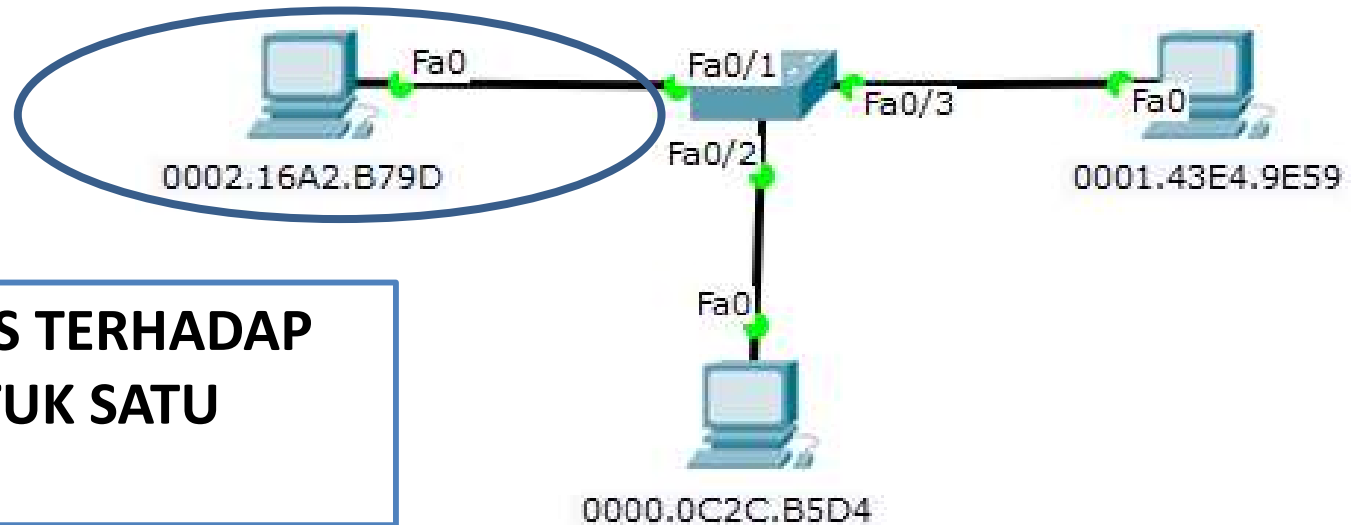 Fa0
Fa0/1
Fa0/3
Fa0
Fa0/2
0002.16A2.B79D
0001.43E4.9E59
Fa0
S TERHADAP
TUK SATU
0000.0C2C.B5D4